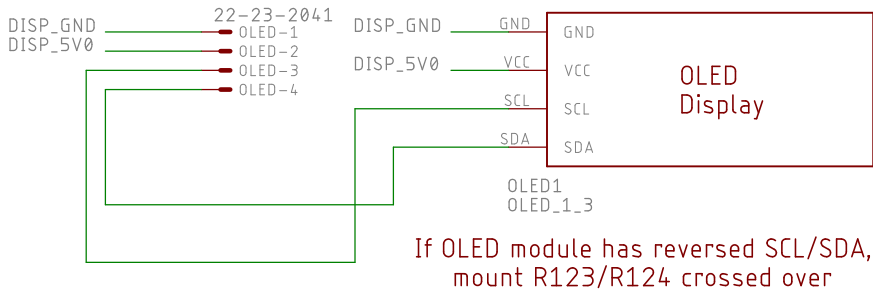 22-23-2041
DISP_GND
OLED-1
DISP_5V0
OLED-2
OLED-3
OLED-4
DISP_GND
GND
GND
DISP_5V0
VCC
VCC
OLED
Display
SCL
SCL
SDA
SDA
OLED1
OLED_1_3
If OLED module has reversed SCL/SDA,
mount R123/R124 crossed over